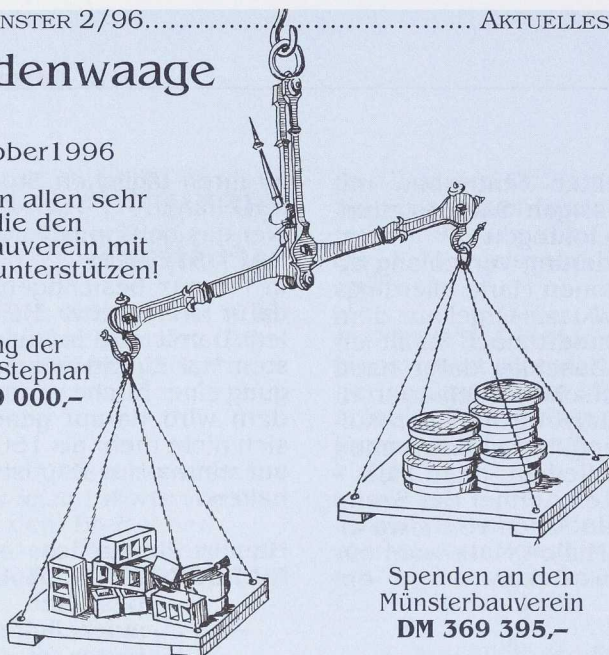 NSTER 2/96.......................................... AKTUELLES
denwaage
ober1996
n allen sehr
die den
auverein mit
unterstützen!
ng der
Stephan
0 000,–
Spenden an den
Münsterbauverein
DM 369 395,–